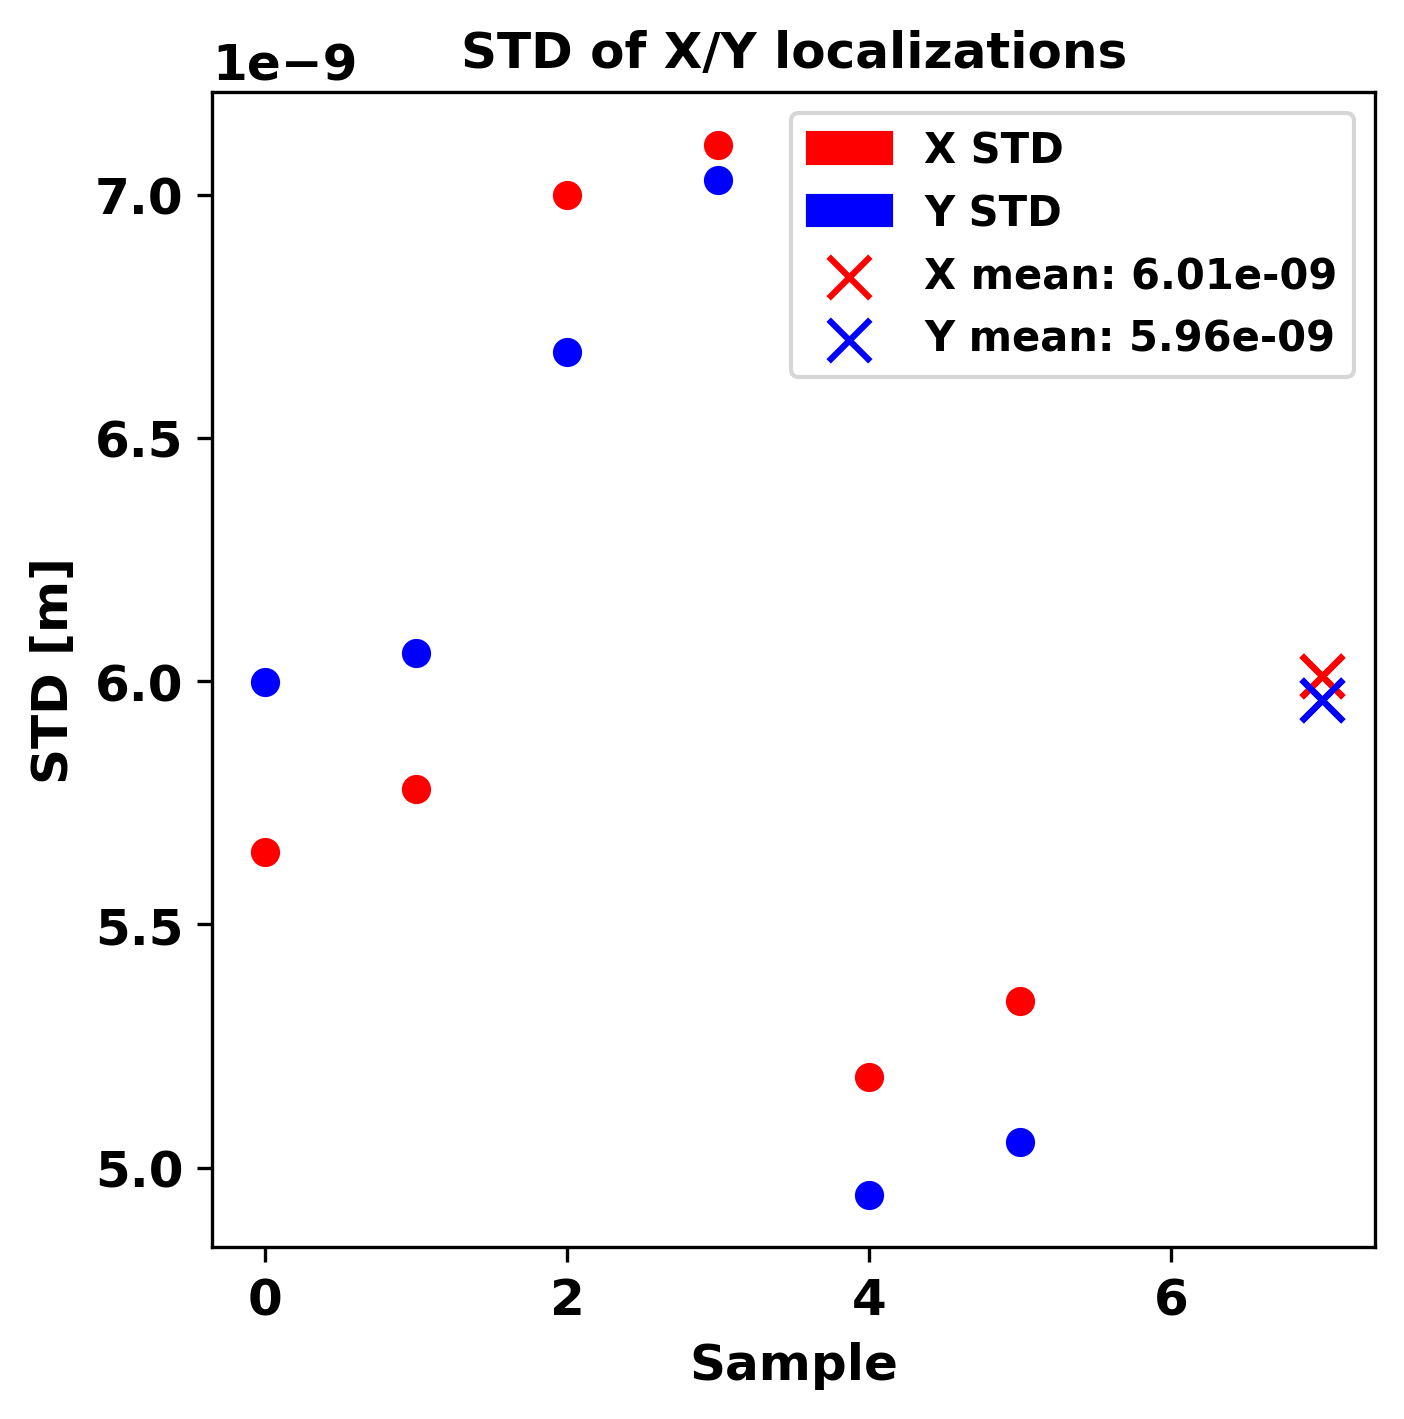 STD of X/Y localizations
1e−9
X STD
Y STD
X mean: 6.01e-09
Y mean: 5.96e-09
7.0
6.5
6.0
5.5
5.0
STD [m]
0 2 4 6
Sample